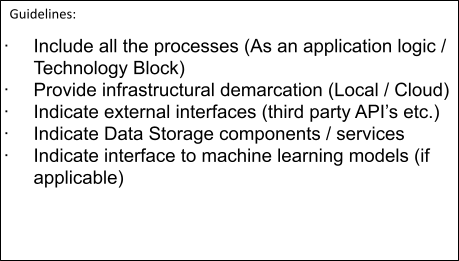 Guidelines:
· Include all the processes (As an application logic /
Technology Block)
· Provide infrastructural demarcation (Local / Cloud)
· Indicate external interfaces (third party API’s etc.)
· Indicate Data Storage components / services
· Indicate interface to machine learning models (if
applicable)